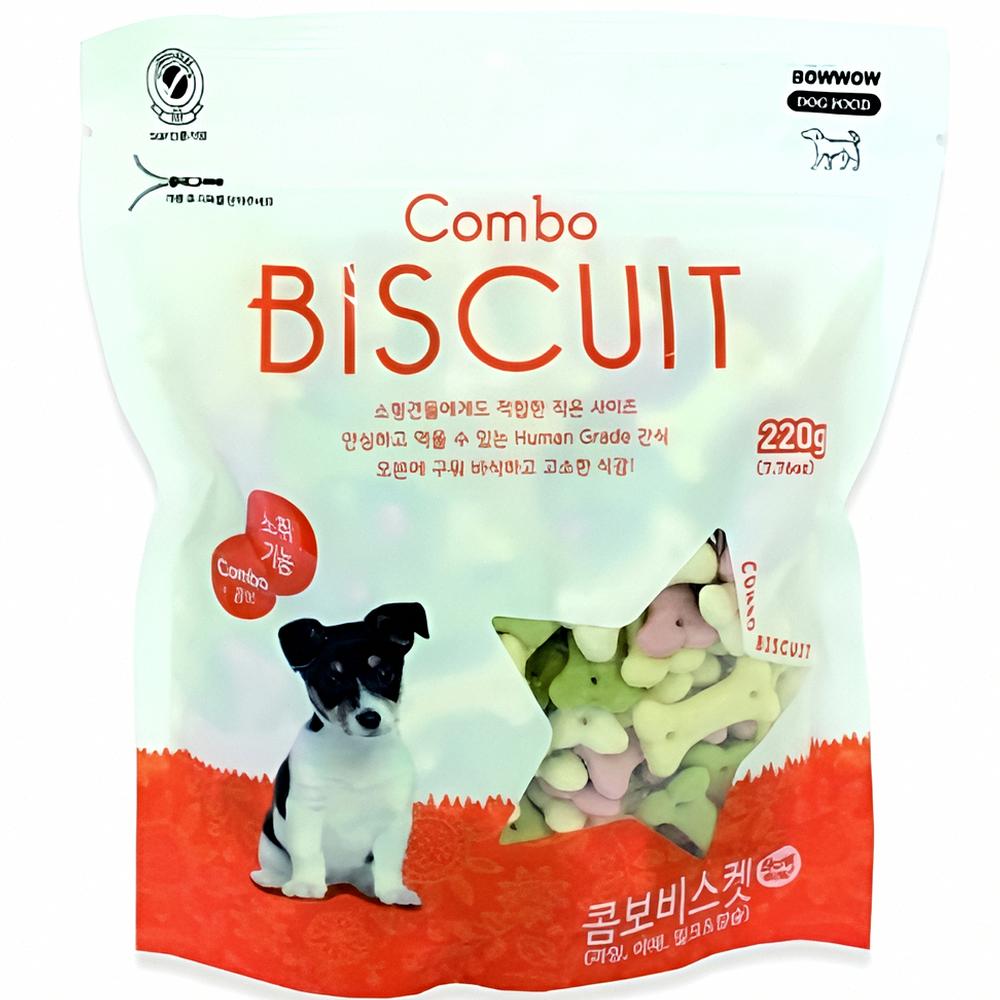 BOWWOW
DOG FOOD
Combo
BISCUIT
소형견들에게도 적합한 작은 사이즈
안심하고 먹을 수 있는 Human Grade 간식
오븐에 구워 바삭하고 고소한 식감!
220g
소취
기능
Combo
COMBO
BISCUIT
콤보비스켓